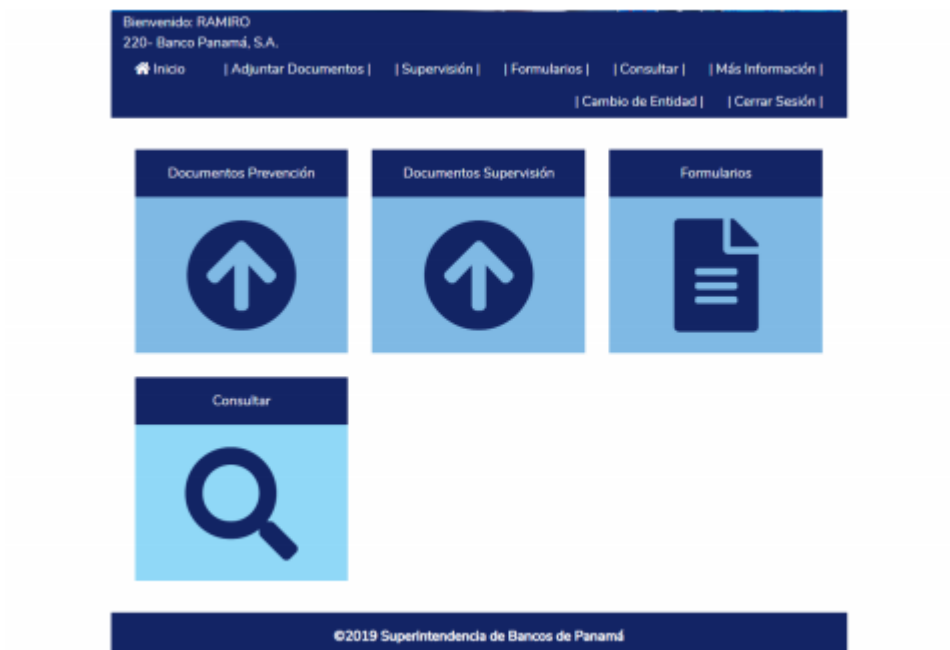 Bienvenido: RAMIRO
220- Banco Panamá, S.A.
Inicio | Adjuntar Documentos | | Supervisión | | Formularios | | Consultar | | Más Información |
| Cambio de Entidad | | Cerrar Sesión |
Documentos Prevención Documentos Supervisión Formularios
Consultar
©2019 Superintendencia de Bancos de Panamá